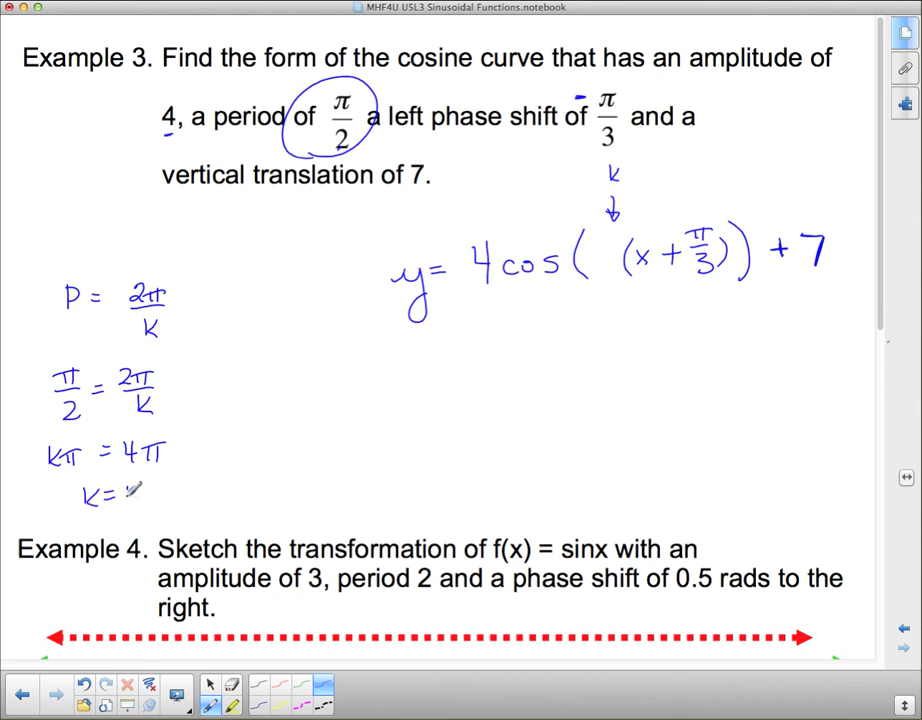 MHF4U U5L3 Sinusoidal Functions.notebook
Example 3. Find the form of the cosine curve that has an amplitude of
4, a period of π/2 a left phase shift of π/3 and a
vertical translation of 7.
k
↓
y = 4cos( (x + π/3)) + 7
P = 2π/k
π/2 = 2π/k
kπ = 4π
k =
Example 4. Sketch the transformation of f(x) = sinx with an
amplitude of 3, period 2 and a phase shift of 0.5 rads to the
right.